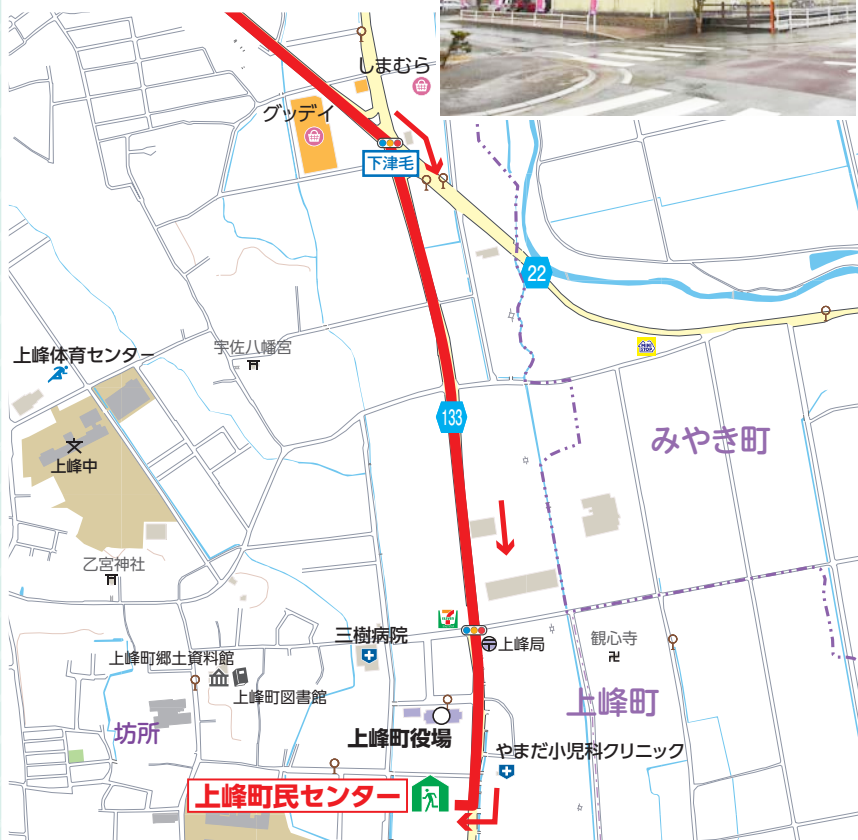 しまむら
グッデイ
下津毛
22
上峰体育センター
宇佐八幡宮
133
みやき町
上峰中
乙宮神社
三樹病院
上峰局
観心寺
上峰町郷土資料館
上峰町図書館
上峰町
坊所
上峰町役場
やまだ小児科クリニック
上峰町民センター